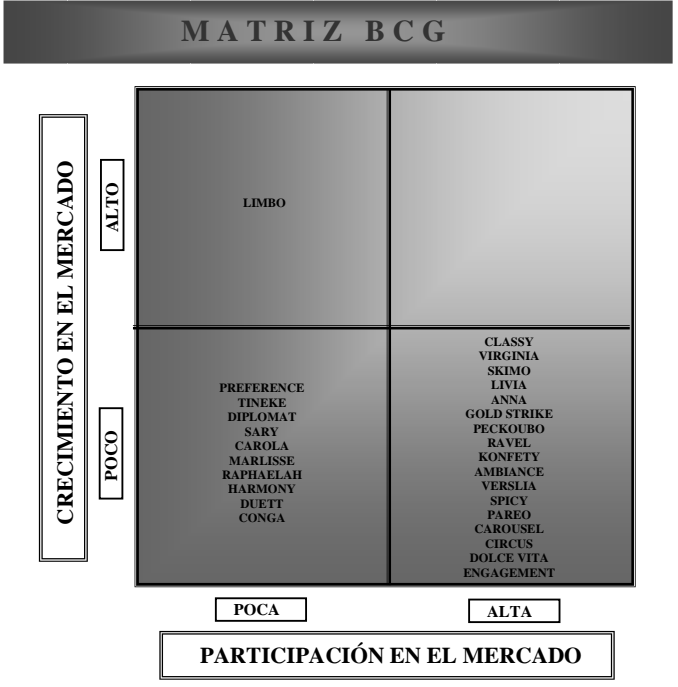 MATRIZ BCG
CRECIMIENTO EN EL MERCADO
ALTO
POCO
LIMBO
PREFERENCE
TINEKE
DIPLOMAT
SARY
CAROLA
MARLISSE
RAPHAELAH
HARMONY
DUETT
CONGA
CLASSY
VIRGINIA
SKIMO
LIVIA
ANNA
GOLD STRIKE
PECKOUBO
RAVEL
KONFETY
AMBIANCE
VERSLIA
SPICY
PAREO
CAROUSEL
CIRCUS
DOLCE VITA
ENGAGEMENT
POCA
ALTA
PARTICIPACIÓN EN EL MERCADO